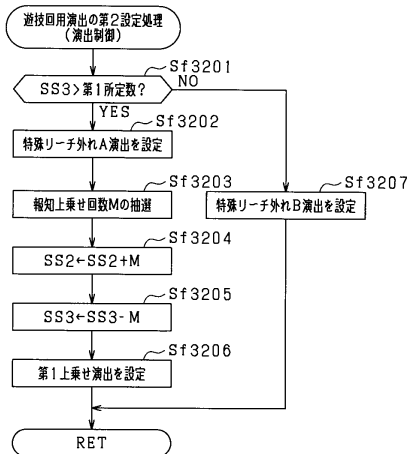 遊技回用演出の第2設定処理
(演出制御)
Sf3201
SS3>第1所定数?
NO
YES
Sf3202
特殊リーチ外れA演出を設定
Sf3203
報知上乗せ回数Mの抽選
Sf3207
特殊リーチ外れB演出を設定
Sf3204
SS2←SS2+M
Sf3205
SS3←SS3-M
Sf3206
第1上乗せ演出を設定
RET